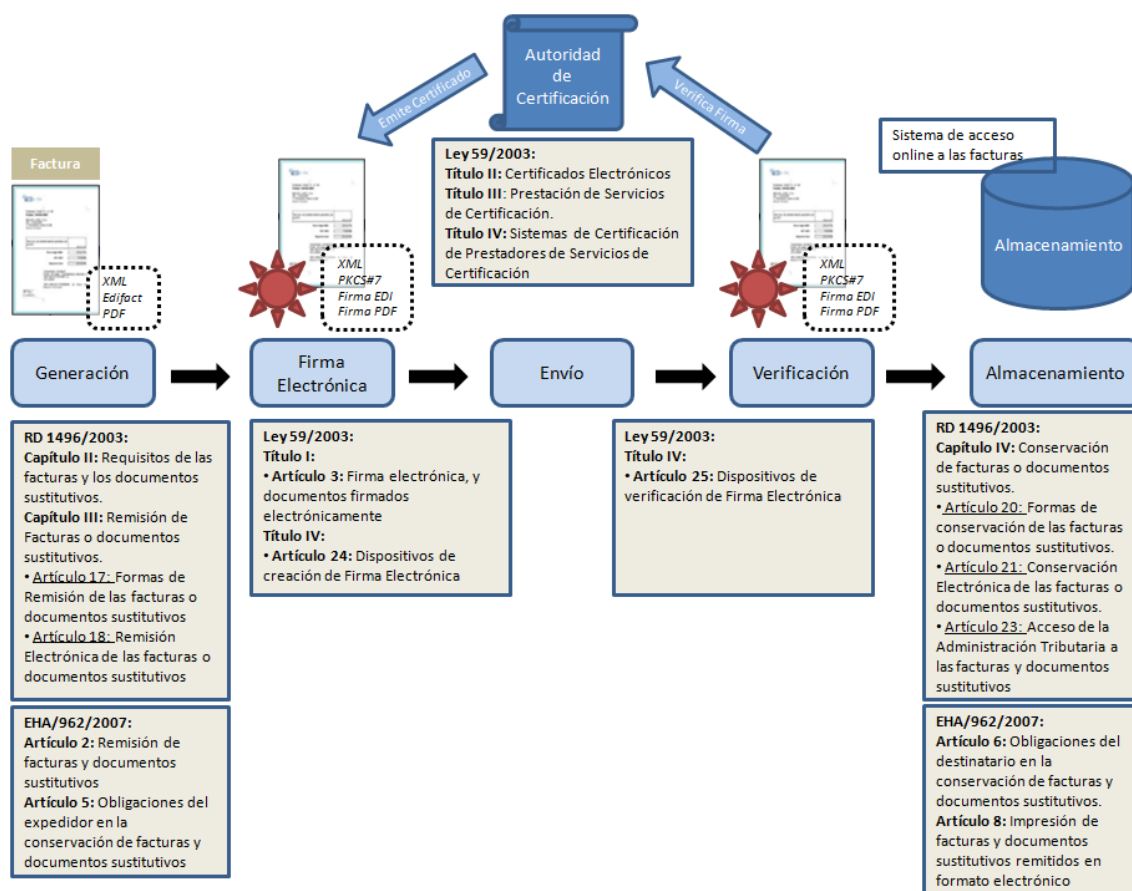 Autoridad
de
Certificación
Emite Certificado
Verifica Firma
Sistema de acceso
online a las facturas
Factura
Ley 59/2003:
Título II: Certificados Electrónicos
Título III: Prestación de Servicios
de Certificación.
Título IV: Sistemas de Certificación
de Prestadores de Servicios de
Certificación
Almacenamiento
XML
Edifact
PDF
XML
PKCS#7
Firma EDI
Firma PDF
XML
PKCS#7
Firma EDI
Firma PDF
Generación
Firma
Electrónica
Envío
Verificación
Almacenamiento
RD 1496/2003:
Capítulo II: Requisitos de las
facturas y los documentos
sustitutivos.
Capítulo III: Remisión de
Facturas o documentos
sustitutivos.
• Artículo 17: Formas de
Remisión de las facturas o
documentos sustitutivos
• Artículo 18: Remisión
Electrónica de las facturas o
documentos sustitutivos
EHA/962/2007:
Artículo 2: Remisión de
facturas y documentos
sustitutivos
Artículo 5: Obligaciones del
expedidor en la
conservación de facturas y
documentos sustitutivos
Ley 59/2003:
Título I:
• Artículo 3: Firma electrónica, y
documentos firmados
electrónicamente
Título IV:
• Artículo 24: Dispositivos de
creación de Firma Electrónica
Ley 59/2003:
Título IV:
• Artículo 25: Dispositivos de
verificación de Firma Electrónica
RD 1496/2003:
Capítulo IV: Conservación
de facturas o documentos
sustitutivos.
• Artículo 20: Formas de
conservación de las facturas
o documentos sustitutivos.
• Artículo 21: Conservación
Electrónica de las facturas o
documentos sustitutivos.
• Artículo 23: Acceso de la
Administración Tributaria a
las facturas y documentos
sustitutivos
EHA/962/2007:
Artículo 6: Obligaciones del
destinatario en la
conservación de facturas y
documentos sustitutivos.
Artículo 8: Impresión de
facturas y documentos
sustitutivos remitidos en
formato electrónico